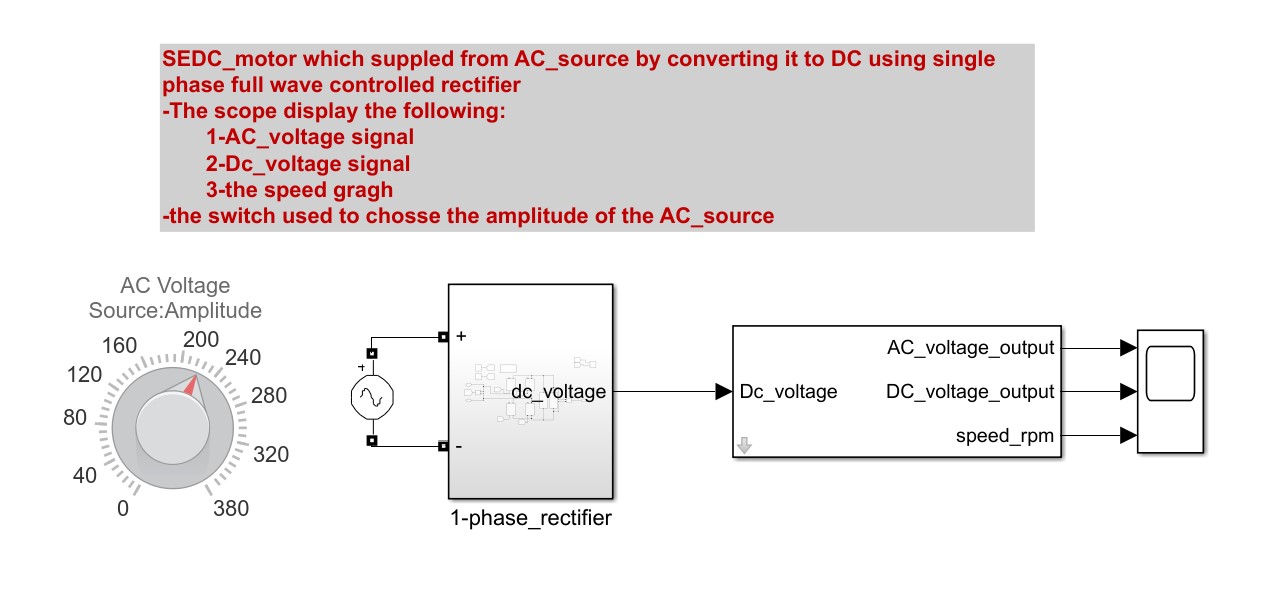 SEDC_motor which suppled from AC_source by converting it to DC using single
phase full wave controlled rectifier
-The scope display the following:
1-AC_voltage signal
2-Dc_voltage signal
3-the speed gragh
-the switch used to chosse the amplitude of the AC_source
AC Voltage
Source:Amplitude
0
40
80
120
160
200
240
280
320
380
+
+
-
dc_voltage
1-phase_rectifier
Dc_voltage
AC_voltage_output
DC_voltage_output
speed_rpm